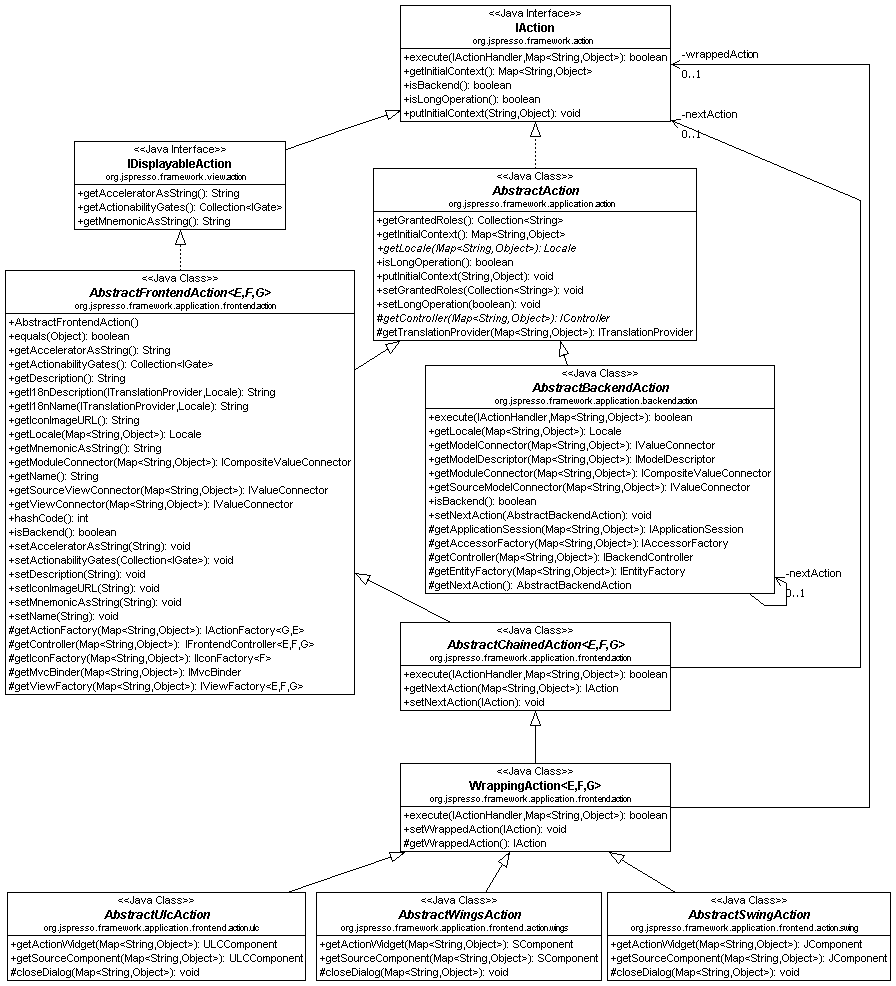 <<Java Interface>>
IAction
org.jspresso.framework.action
+execute(IActionHandler,Map<String,Object>): boolean
+getInitialContext(): Map<String,Object>
+isBackend(): boolean
+isLongOperation(): boolean
+putInitialContext(String,Object): void
-wrappedAction
0..1
-nextAction
0..1
<<Java Interface>>
IDisplayableAction
org.jspresso.framework.view.action
+getAcceleratorAsString(): String
+getActionabilityGates(): Collection<IGate>
+getMnemonicAsString(): String
<<Java Class>>
AbstractAction
org.jspresso.framework.application.action
+getGrantedRoles(): Collection<String>
+getInitialContext(): Map<String,Object>
+getLocale(Map<String,Object>): Locale
+isLongOperation(): boolean
+putInitialContext(String,Object): void
+setGrantedRoles(Collection<String>): void
+setLongOperation(boolean): void
#getController(Map<String,Object>): IController
#getTranslationProvider(Map<String,Object>): ITranslationProvider
<<Java Class>>
AbstractFrontendAction<E,F,G>
org.jspresso.framework.application.frontend.action
+AbstractFrontendAction()
+equals(Object): boolean
+getAcceleratorAsString(): String
+getActionabilityGates(): Collection<IGate>
+getDescription(): String
+getI18nDescription(ITranslationProvider,Locale): String
+getI18nName(ITranslationProvider,Locale): String
+getIconImageURL(): String
+getLocale(Map<String,Object>): Locale
+getMnemonicAsString(): String
+getModuleConnector(Map<String,Object>): ICompositeValueConnector
+getName(): String
+getSourceViewConnector(Map<String,Object>): IValueConnector
+getViewConnector(Map<String,Object>): IValueConnector
+hashCode(): int
+isBackend(): boolean
+setAcceleratorAsString(String): void
+setActionabilityGates(Collection<IGate>): void
+setDescription(String): void
+setIconImageURL(String): void
+setMnemonicAsString(String): void
+setName(String): void
#getActionFactory(Map<String,Object>): IActionFactory<G,E>
#getController(Map<String,Object>): IFrontendController<E,F,G>
#getIconFactory(Map<String,Object>): IIconFactory<F>
#getMvcBinder(Map<String,Object>): IMvcBinder
#getViewFactory(Map<String,Object>): IViewFactory<E,F,G>
<<Java Class>>
AbstractBackendAction
org.jspresso.framework.application.backend.action
+execute(IActionHandler,Map<String,Object>): boolean
+getLocale(Map<String,Object>): Locale
+getModelConnector(Map<String,Object>): IValueConnector
+getModelDescriptor(Map<String,Object>): IModelDescriptor
+getModuleConnector(Map<String,Object>): ICompositeValueConnector
+getSourceModelConnector(Map<String,Object>): IValueConnector
+isBackend(): boolean
+setNextAction(AbstractBackendAction): void
#getApplicationSession(Map<String,Object>): IApplicationSession
#getAccessorFactory(Map<String,Object>): IAccessorFactory
#getController(Map<String,Object>): IBackendController
#getEntityFactory(Map<String,Object>): IEntityFactory
#getNextAction(): AbstractBackendAction
-nextAction
0..1
<<Java Class>>
AbstractChainedAction<E,F,G>
org.jspresso.framework.application.frontend.action
+execute(IActionHandler,Map<String,Object>): boolean
+getNextAction(Map<String,Object>): IAction
+setNextAction(IAction): void
<<Java Class>>
WrappingAction<E,F,G>
org.jspresso.framework.application.frontend.action
+execute(IActionHandler,Map<String,Object>): boolean
+setWrappedAction(IAction): void
#getWrappedAction(): IAction
<<Java Class>>
AbstractUlcAction
org.jspresso.framework.application.frontend.action.ulc
+getActionWidget(Map<String,Object>): ULCComponent
+getSourceComponent(Map<String,Object>): ULCComponent
#closeDialog(Map<String,Object>): void
<<Java Class>>
AbstractWingsAction
org.jspresso.framework.application.frontend.action.wings
+getActionWidget(Map<String,Object>): SComponent
+getSourceComponent(Map<String,Object>): SComponent
#closeDialog(Map<String,Object>): void
<<Java Class>>
AbstractSwingAction
org.jspresso.framework.application.frontend.action.swing
+getActionWidget(Map<String,Object>): JComponent
+getSourceComponent(Map<String,Object>): JComponent
#closeDialog(Map<String,Object>): void